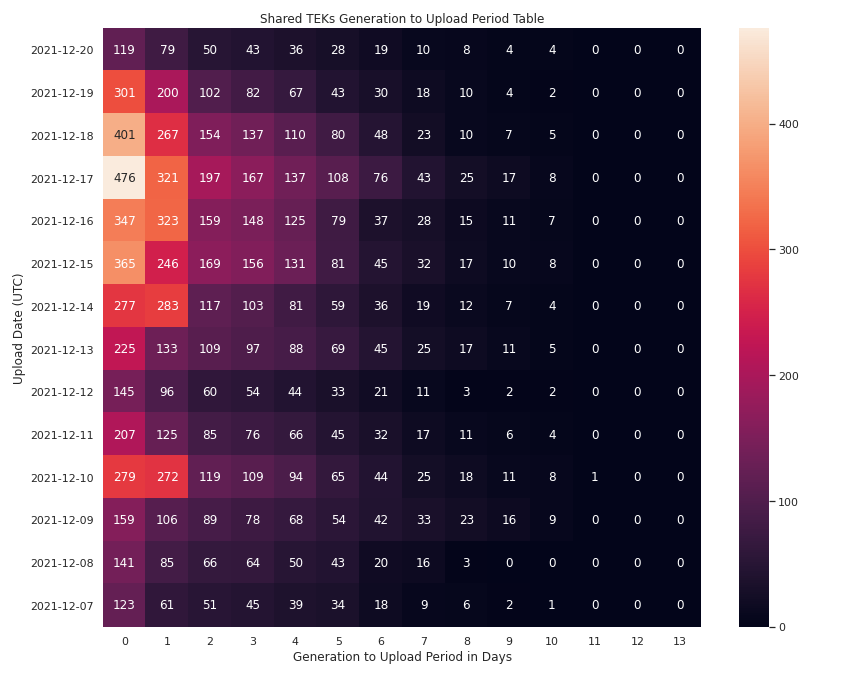 Shared TEKs Generation to Upload Period Table
Upload Date (UTC)
2021-12-20 119 79 50 43 36 28 19 10 8 4 4 0 0 0
2021-12-19 301 200 102 82 67 43 30 18 10 4 2 0 0 0
2021-12-18 401 267 154 137 110 80 48 23 10 7 5 0 0 0
2021-12-17 476 321 197 167 137 108 76 43 25 17 8 0 0 0
2021-12-16 347 323 159 148 125 79 37 28 15 11 7 0 0 0
2021-12-15 365 246 169 156 131 81 45 32 17 10 8 0 0 0
2021-12-14 277 283 117 103 81 59 36 19 12 7 4 0 0 0
2021-12-13 225 133 109 97 88 69 45 25 17 11 5 0 0 0
2021-12-12 145 96 60 54 44 33 21 11 3 2 2 0 0 0
2021-12-11 207 125 85 76 66 45 32 17 11 6 4 0 0 0
2021-12-10 279 272 119 109 94 65 44 25 18 11 8 1 0 0
2021-12-09 159 106 89 78 68 54 42 33 23 16 9 0 0 0
2021-12-08 141 85 66 64 50 43 20 16 3 0 0 0 0 0
2021-12-07 123 61 51 45 39 34 18 9 6 2 1 0 0 0
0 1 2 3 4 5 6 7 8 9 10 11 12 13
Generation to Upload Period in Days
400
300
200
100
0